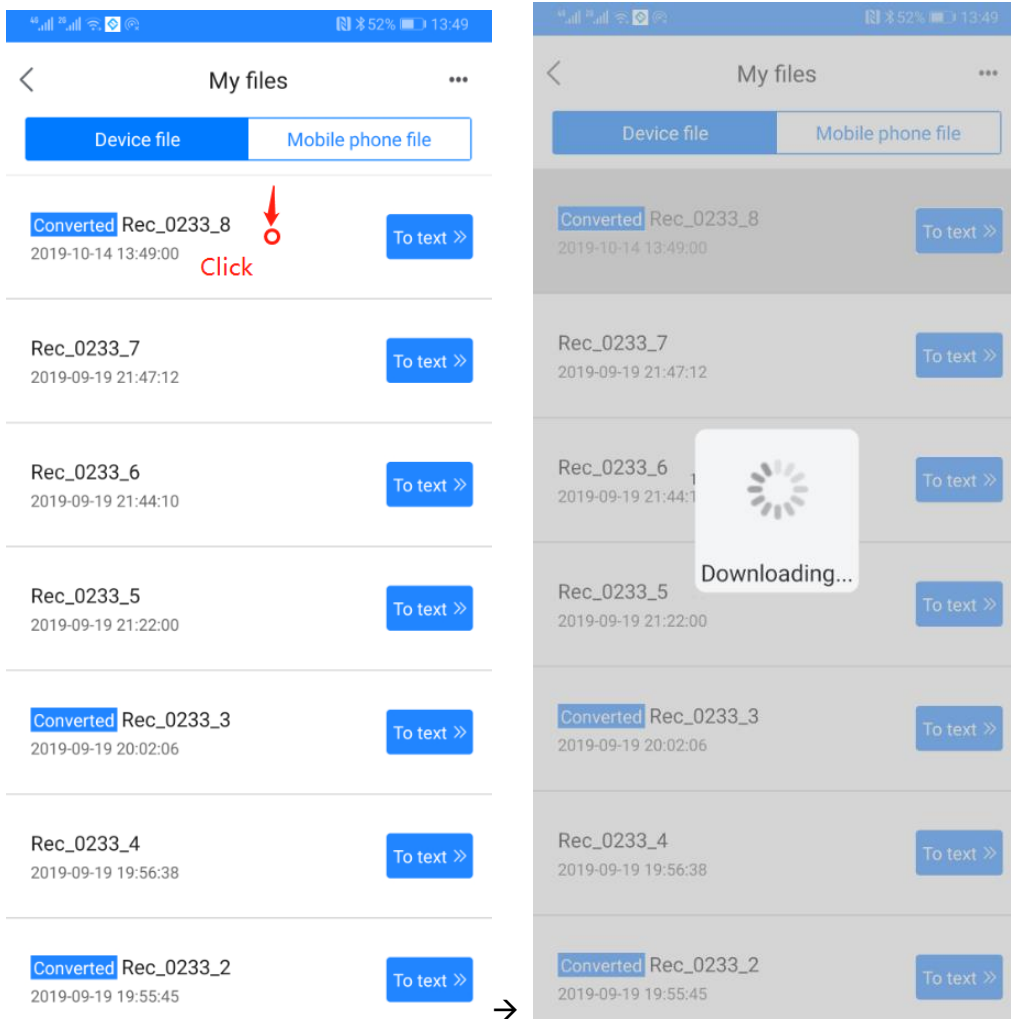 52% 13:49
My files
Device file Mobile phone file
Converted Rec_0233_8
2019-10-14 13:49:00
To text »
Click
Rec_0233_7
2019-09-19 21:47:12
To text »
Rec_0233_6
2019-09-19 21:44:10
To text »
Rec_0233_5
2019-09-19 21:22:00
To text »
Converted Rec_0233_3
2019-09-19 20:02:06
To text »
Rec_0233_4
2019-09-19 19:56:38
To text »
Converted Rec_0233_2
2019-09-19 19:55:45
To text »
→
52% 13:49
My files
Device file Mobile phone file
Converted Rec_0233_8
2019-10-14 13:49:00
To text »
Rec_0233_7
2019-09-19 21:47:12
To text »
Rec_0233_6
2019-09-19 21:44:1
To text »
Downloading...
Rec_0233_5
2019-09-19 21:22:00
To text »
Converted Rec_0233_3
2019-09-19 20:02:06
To text »
Rec_0233_4
2019-09-19 19:56:38
To text »
Converted Rec_0233_2
2019-09-19 19:55:45
To text »